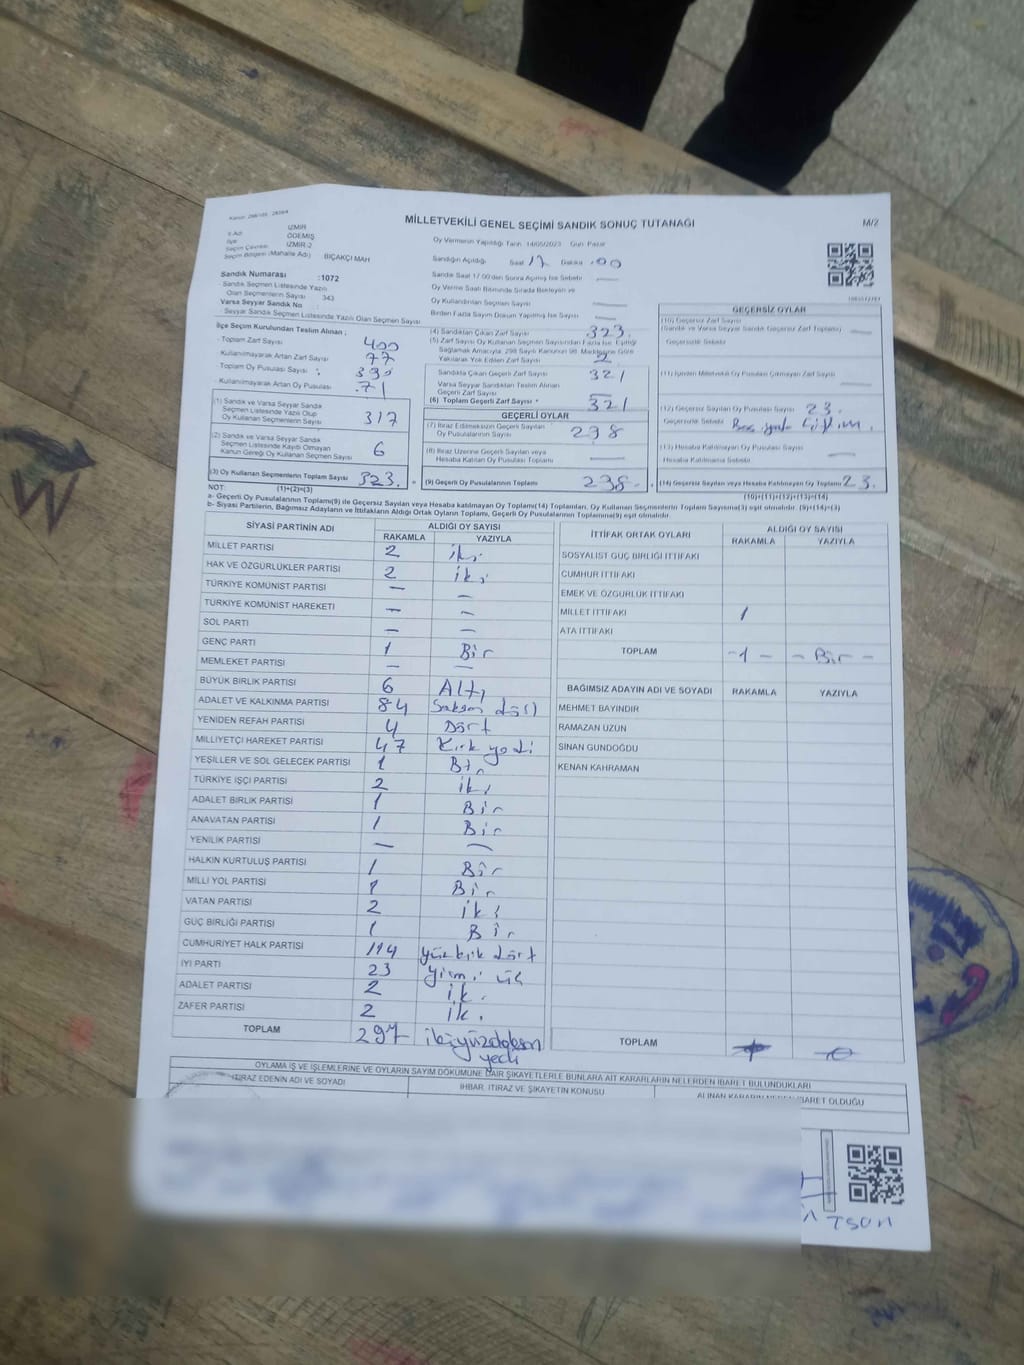 MİLLETVEKİLİ GENEL SEÇİMİ SANDIK SONUÇ TUTANAĞI
M/2
İZMİR
ÖDEMİŞ
İZMİR-2
Seçim Bölgesi (Mahalle Adı) BIÇAKÇI MAH
Oy Vermenin Yapıldığı Tarih 14/05/2023 Gün Pazar
Sandığın Açıldığı Saat 17 Dakika :00
Sandık Numarası :1072
Sandık Seçmen Listesinde Yazılı Olan Seçmenlerin Sayısı 343
Varsa Seyyar Sandık No
Seyyar Sandık Seçmen Listesinde Yazılı Olan Seçmen Sayısı
Sandık Saat 17.00'den Sonra Açılmış İse Sebebi —
Oy Verme Saati Bitiminde Sırada Bekleyen ve
Oy Kullandırılan Seçmen Sayısı —
Birden Fazla Sayım Döküm Yapılmış İse Sayısı —
İlçe Seçim Kurulundan Teslim Alınan ;
Toplam Zarf Sayısı 400
Kullanılmayarak Artan Zarf Sayısı 77
Toplam Oy Pusulası Sayısı :
Kullanılmayarak Artan Oy Pusulası 71
(1) Sandık ve Varsa Seyyar Sandık Seçmen Listesinde Yazılı Olup Oy Kullanan Seçmenlerin Sayısı 317
(2) Sandık ve Varsa Seyyar Sandık Seçmen Listesinde Kayıtlı Olmayan Kanun Gereği Oy Kullanan Seçmen Sayısı 6
(3) Oy Kullanan Seçmenlerin Toplam Sayısı 323.
(4) Sandıktan Çıkan Zarf Sayısı 323
(5) Zarf Sayısı Oy Kullanan Seçmen Sayısından Fazla İse, Eşitliği
Sağlamak Amacıyla, 298 Sayılı Kanunun 98. Maddesine Göre
Yakılarak Yok Edilen Zarf Sayısı 2
Sandıkta Çıkan Geçerli Zarf Sayısı 321
Varsa Seyyar Sandıktan Teslim Alınan
Geçerli Zarf Sayısı —
(6) Toplam Geçerli Zarf Sayısı 321
GEÇERLİ OYLAR
(7) İtiraz Edilmeksizin Geçerli Sayılan Oy Pusulalarının Sayısı 298
(8) İtiraz Üzerine Geçerli Sayılan veya Hesaba Katılan Oy Pusulası Toplamı —
(9) Geçerli Oy Pusulalarının Toplamı 298.
GEÇERSİZ OYLAR
(10) Geçersiz Zarf Sayısı
(Sandık ve Varsa Seyyar Sandık Geçersiz Zarf Toplamı) —
Geçersizlik Sebebi
(11) İçinden Milletvekili Oy Pusulası Çıkmayan Zarf Sayısı —
(12) Geçersiz Sayılan Oy Pusulası Sayısı 23.
Geçersizlik Sebebi
(13) Hesaba Katılmayan Oy Pusulası Sayısı —
Hesaba Katılmama Sebebi
(14) Geçersiz Sayılan veya Hesaba Katılmayan Oy Toplamı 23.
NOT: (1)+(2)=(3)
(10)+(11)+(12)+(13)=(14)
a- Geçerli Oy Pusulalarının Toplamı(9) ile Geçersiz Sayılan veya Hesaba katılmayan Oy Toplamı(14) Toplamları, Oy Kullanan Seçmenlerin Toplam Sayısına(3) eşit olmalıdır. (9)+(14)=(3)
b- Siyasi Partilerin, Bağımsız Adayların ve İttifakların Aldığı Ortak Oyların Toplamı, Geçerli Oy Pusulalarının Toplamına(9) eşit olmalıdır.
SİYASİ PARTİNİN ADI ALDIĞI OY SAYISI
RAKAMLA YAZIYLA
MİLLET PARTİSİ 2 iki
HAK VE ÖZGÜRLÜKLER PARTİSİ 2 iki
TÜRKİYE KOMÜNİST PARTİSİ — —
TÜRKİYE KOMÜNİST HAREKETİ — —
SOL PARTİ — —
GENÇ PARTİ 1 Bir
MEMLEKET PARTİSİ — —
BÜYÜK BİRLİK PARTİSİ 6 Altı
ADALET VE KALKINMA PARTİSİ 84 Seksen dört
YENİDEN REFAH PARTİSİ 4 Dört
MİLLİYETÇİ HAREKET PARTİSİ 47 Kırk yedi
YEŞİLLER VE SOL GELECEK PARTİSİ 1 Bir
TÜRKİYE İŞÇİ PARTİSİ 2 iki
ADALET BİRLİK PARTİSİ 1 Bir
ANAVATAN PARTİSİ 1 Bir
YENİLİK PARTİSİ — —
HALKIN KURTULUŞ PARTİSİ 1 Bir
MİLLİ YOL PARTİSİ 1 Bir
VATAN PARTİSİ 2 iki
GÜÇ BİRLİĞİ PARTİSİ 1 Bir
CUMHURİYET HALK PARTİSİ 114
İYİ PARTİ 23 yirmi üç
ADALET PARTİSİ 2 iki
ZAFER PARTİSİ 2 iki
TOPLAM 297 ikiyüzdoksan yedi
İTTİFAK ORTAK OYLARI ALDIĞI OY SAYISI
RAKAMLA YAZIYLA
SOSYALİST GÜÇ BİRLİĞİ İTTİFAKI
CUMHUR İTTİFAKI
EMEK VE ÖZGÜRLÜK İTTİFAKI
MİLLET İTTİFAKI 1
ATA İTTİFAKI
TOPLAM -1- - Bir -
BAĞIMSIZ ADAYIN ADI VE SOYADI RAKAMLA YAZIYLA
MEHMET BAYINDIR
RAMAZAN UZUN
SİNAN GÜNDOĞDU
KENAN KAHRAMAN
TOPLAM
OYLAMA İŞ VE İŞLEMLERİNE VE OYLARIN SAYIM DÖKÜMÜNE DAİR ŞİKAYETLERLE BUNLARA AİT KARARLARIN NELERDEN İBARET BULUNDUKLARI
İTİRAZ EDENİN ADI VE SOYADI İHBAR, İTİRAZ VE ŞİKAYETİN KONUSU ALINAN KARARIN NEDEN İBARET OLDUĞU